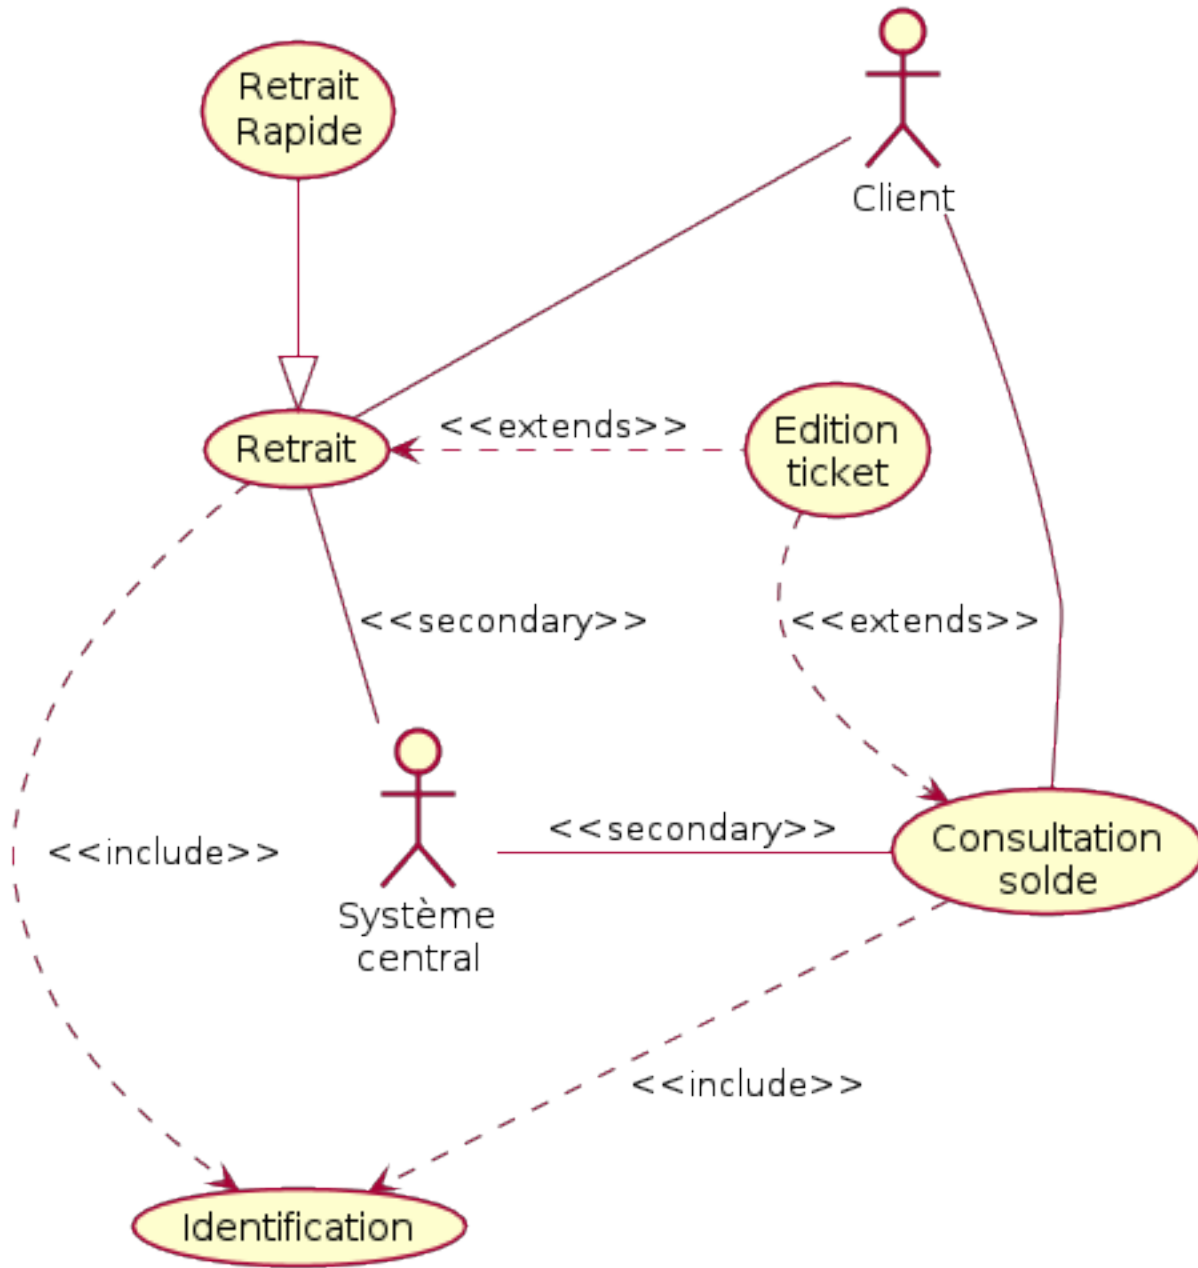 Retrait
Rapide
Client
<<extends>>
Edition
ticket
Retrait
<<secondary>>
<<extends>>
<<secondary>>
Consultation
solde
<<include>>
Système
central
<<include>>
Identification